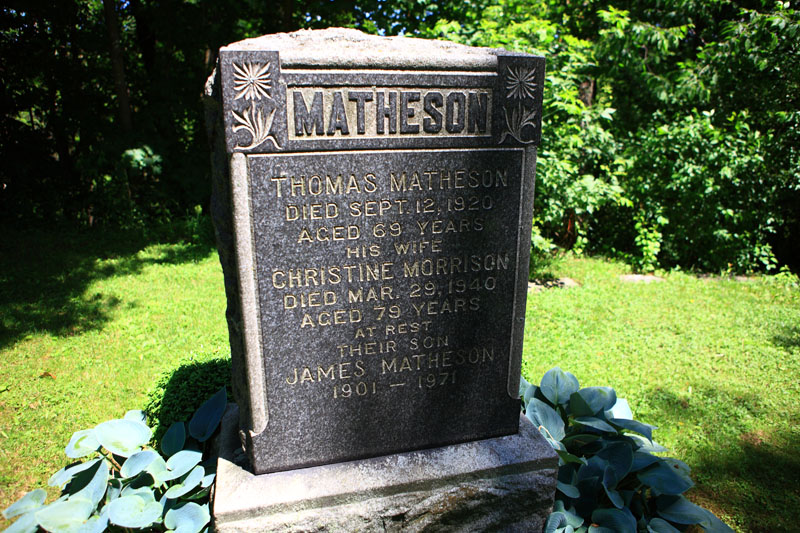 MATHESON
THOMAS MATHESON
DIED SEPT. 12, 1920
AGED 69 YEARS
HIS WIFE
CHRISTINE MORRISON
DIED MAR. 29, 1940
AGED 79 YEARS
AT REST
THEIR SON
JAMES MATHESON
1901 — 1971